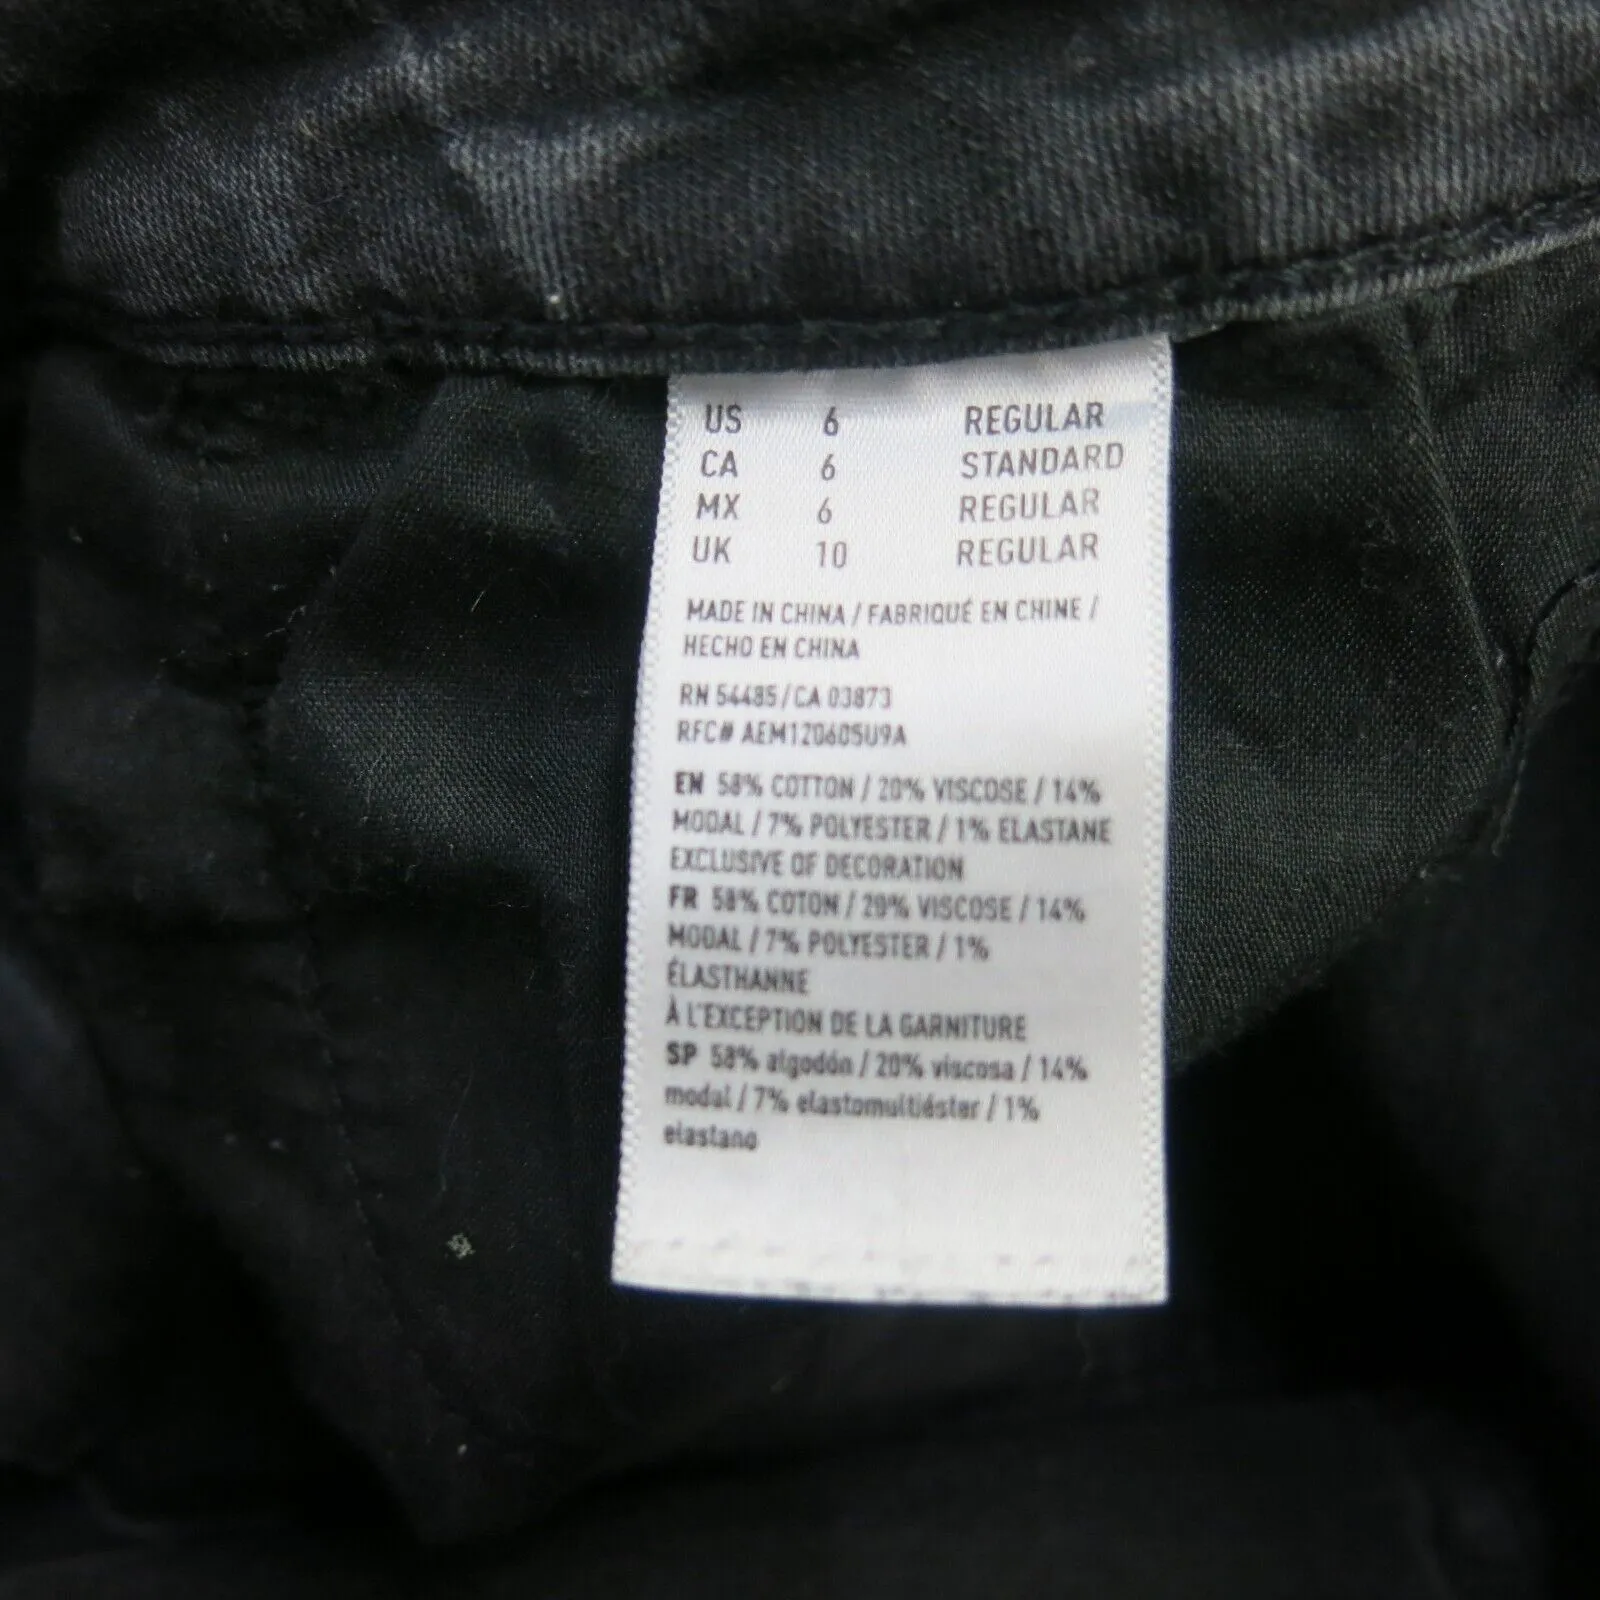 US 6 REGULAR
CA 6 STANDARD
MX 6 REGULAR
UK 10 REGULAR
MADE IN CHINA / FABRIQUÉ EN CHINE /
HECHO EN CHINA
RN 54485/CA 03873
RFC# AEM120605U9A
EN 58% COTTON / 20% VISCOSE / 14%
MODAL / 7% POLYESTER / 1% ELASTANE
EXCLUSIVE OF DECORATION
FR 58% COTON / 20% VISCOSE / 14%
MODAL / 7% POLYESTER / 1%
ÉLASTHANNE
À L'EXCEPTION DE LA GARNITURE
SP 58% algodón / 20% viscosa / 14%
modal / 7% elastomultiéster / 1%
elastano